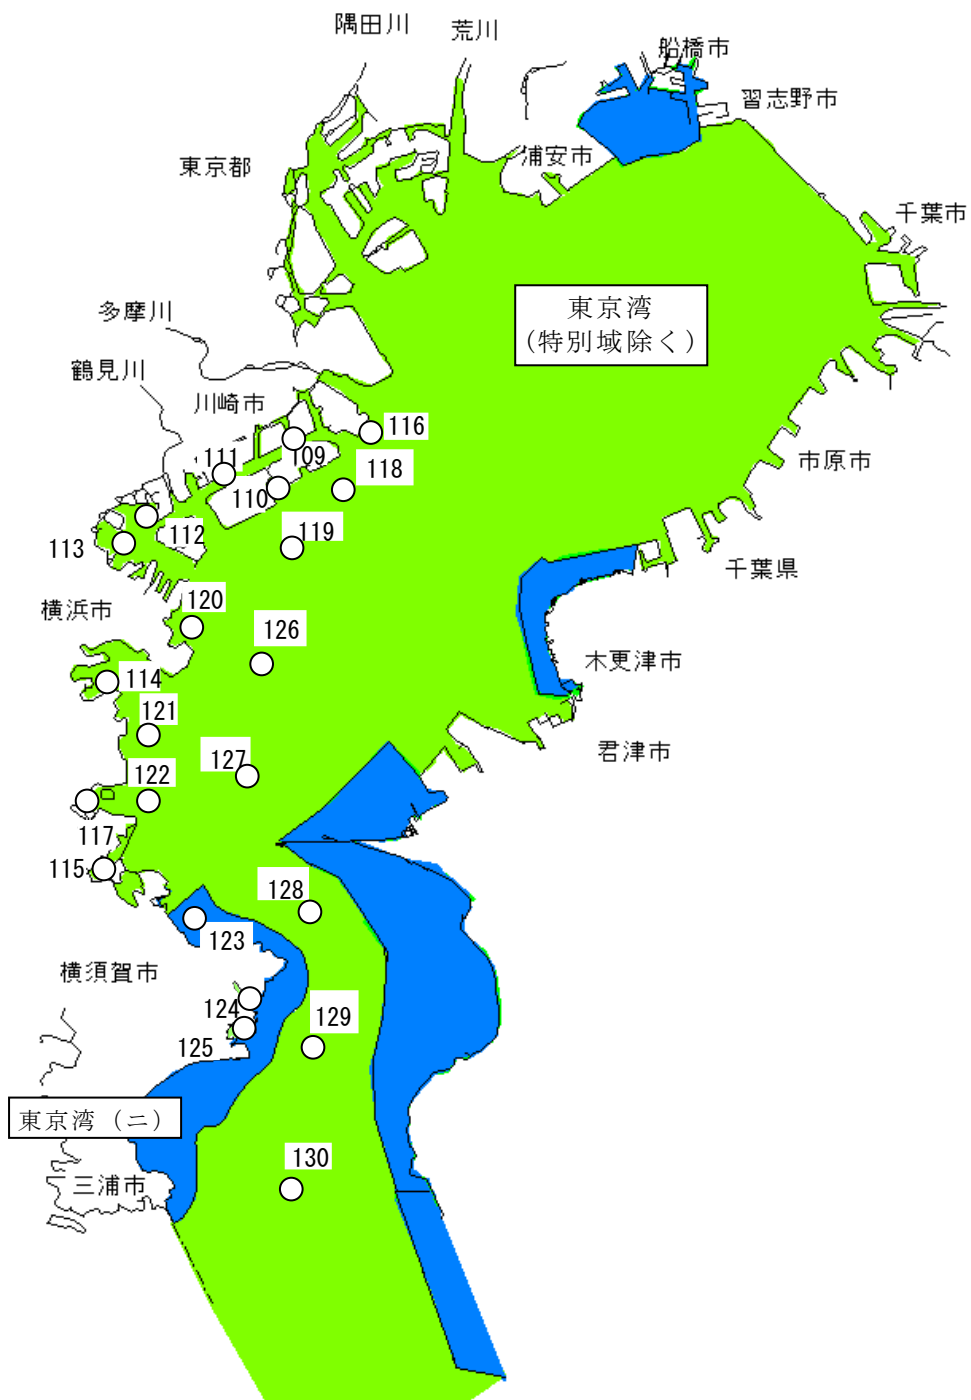 隅田川
荒川
船橋市
習志野市
東京都
浦安市
千葉市
多摩川
東京湾
(特別域除く)
鶴見川
川崎市
116
109
111
市原市
118
110
112
119
113
千葉県
横浜市
120
126
木更津市
114
121
君津市
127
122
117
115
128
123
横須賀市
124
129
125
東京湾（二）
130
三浦市